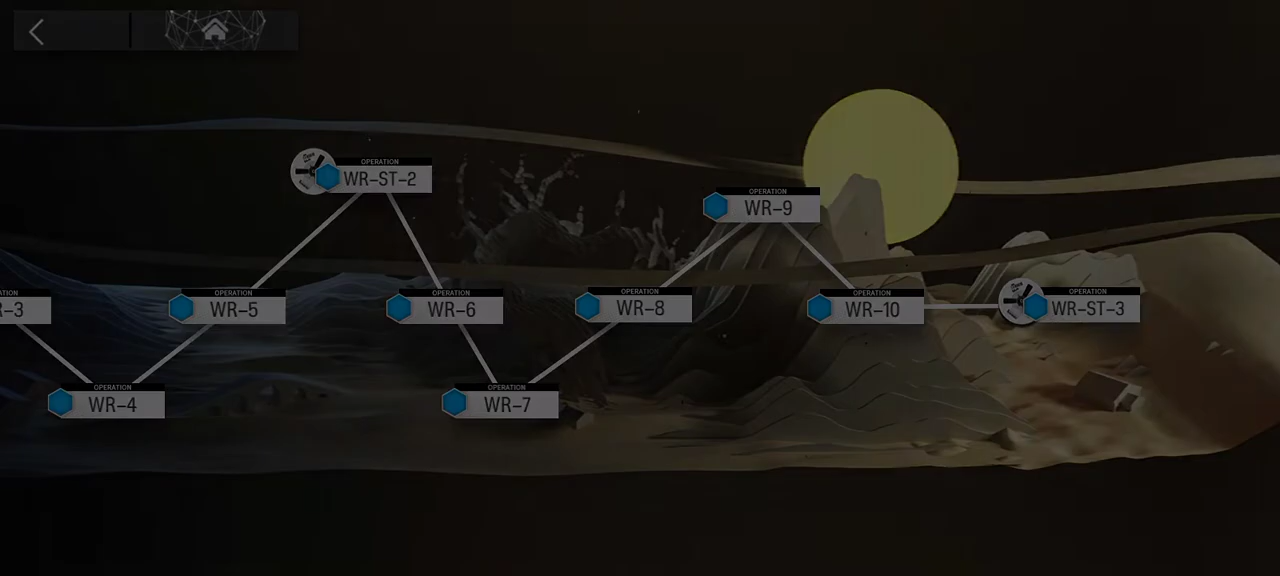 OPERATION
WR-ST-2
OPERATION
WR-9
OPERATION
WR-5
OPERATION
WR-6
OPERATION
WR-8
OPERATION
WR-10
OPERATION
WR-ST-3
-3
OPERATION
WR-4
OPERATION
WR-7